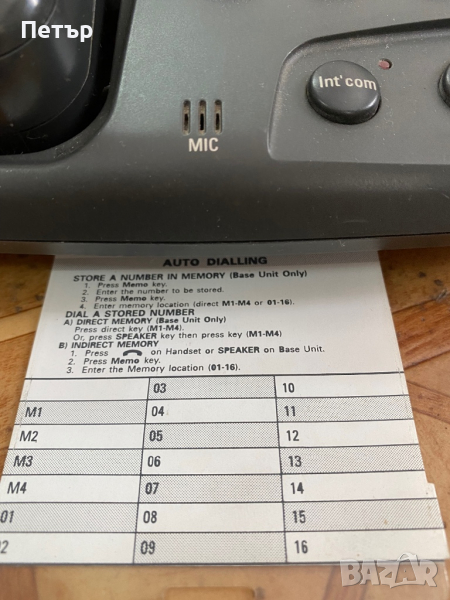 Петър
Int'com
MIC
AUTO DIALLING
STORE A NUMBER IN MEMORY (Base Unit Only)
1. Press Memo key.
2. Enter the number to be stored.
3. Press Memo key.
4. Enter memory location (direct M1-M4 or 01-16).
DIAL A STORED NUMBER
A) DIRECT MEMORY (Base Unit Only)
Press direct key (M1-M4).
Or, press SPEAKER key then press key (M1-M4)
B) INDIRECT MEMORY
1. Press on Handset or SPEAKER on Base Unit.
2. Press Memo key.
3. Enter the Memory location (01-16).
03 10
M1 04 11
M2 05 12
M3 06 13
M4 07 14
01 08 15
02 09 16
BAZAR.bg